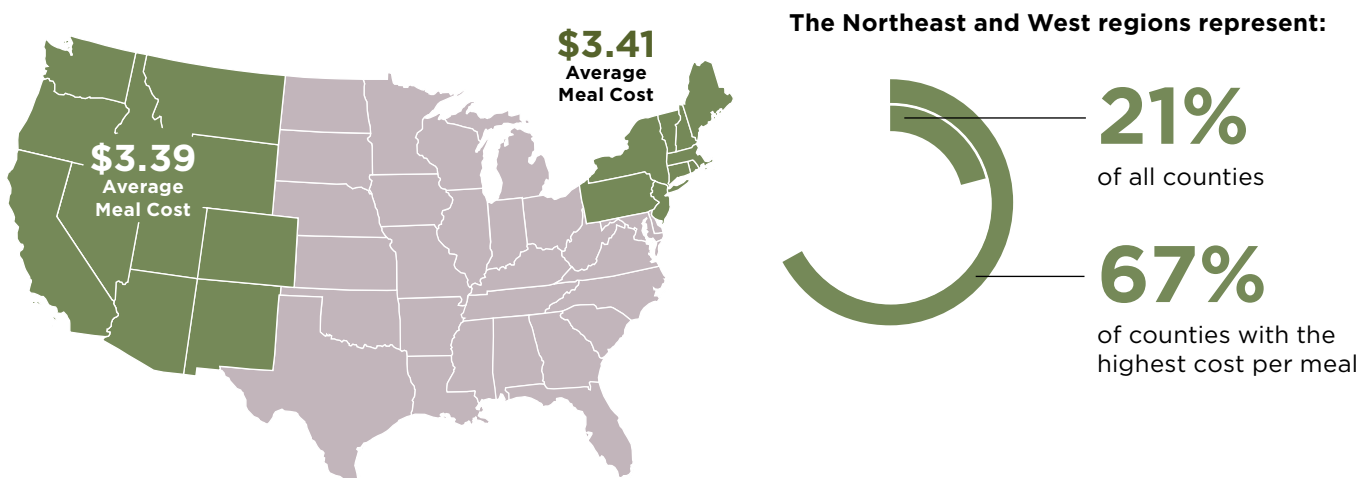 $3.39
Average
Meal Cost
$3.41
Average
Meal Cost
The Northeast and West regions represent:
21%
of all counties
67%
of counties with the
highest cost per meal